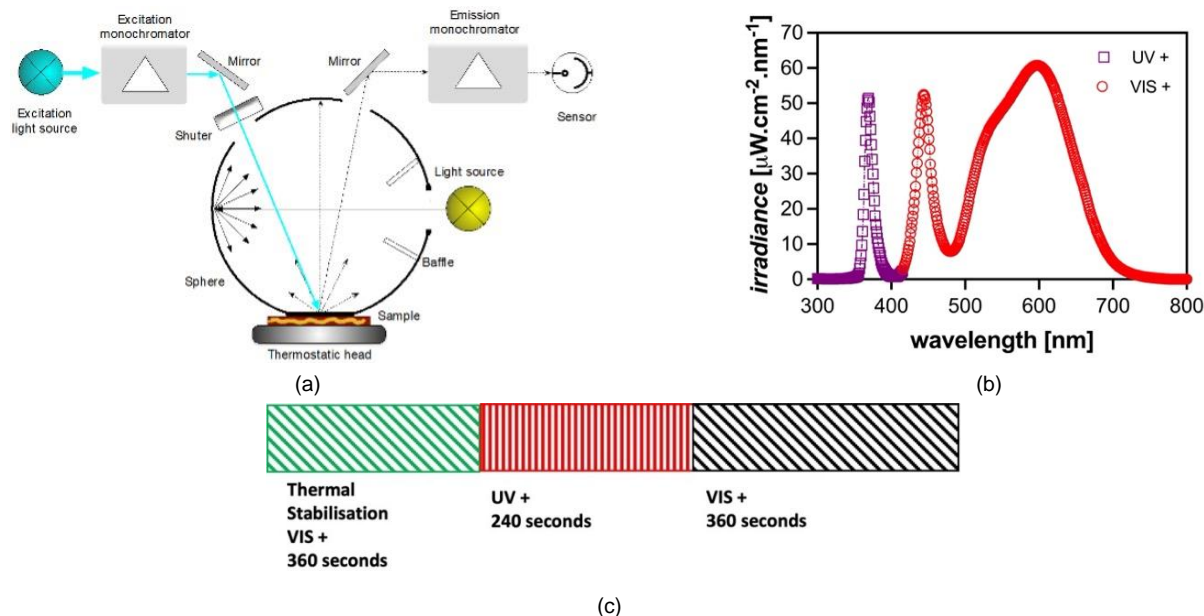 Excitation
monochromator
Mirror
Mirror
Emission
monochromator
Excitation
light source
Shuter
Sensor
Light source
Sphere
Baffle
Sample
Thermostatic head
(a)
irradiance [μW.cm-2.nm-1]
70
60
50
40
30
20
10
0
300 400 500 600 700 800
wavelength [nm]
UV +
VIS +
(b)
Thermal
Stabilisation
VIS +
360 seconds
UV +
240 seconds
VIS +
360 seconds
(c)